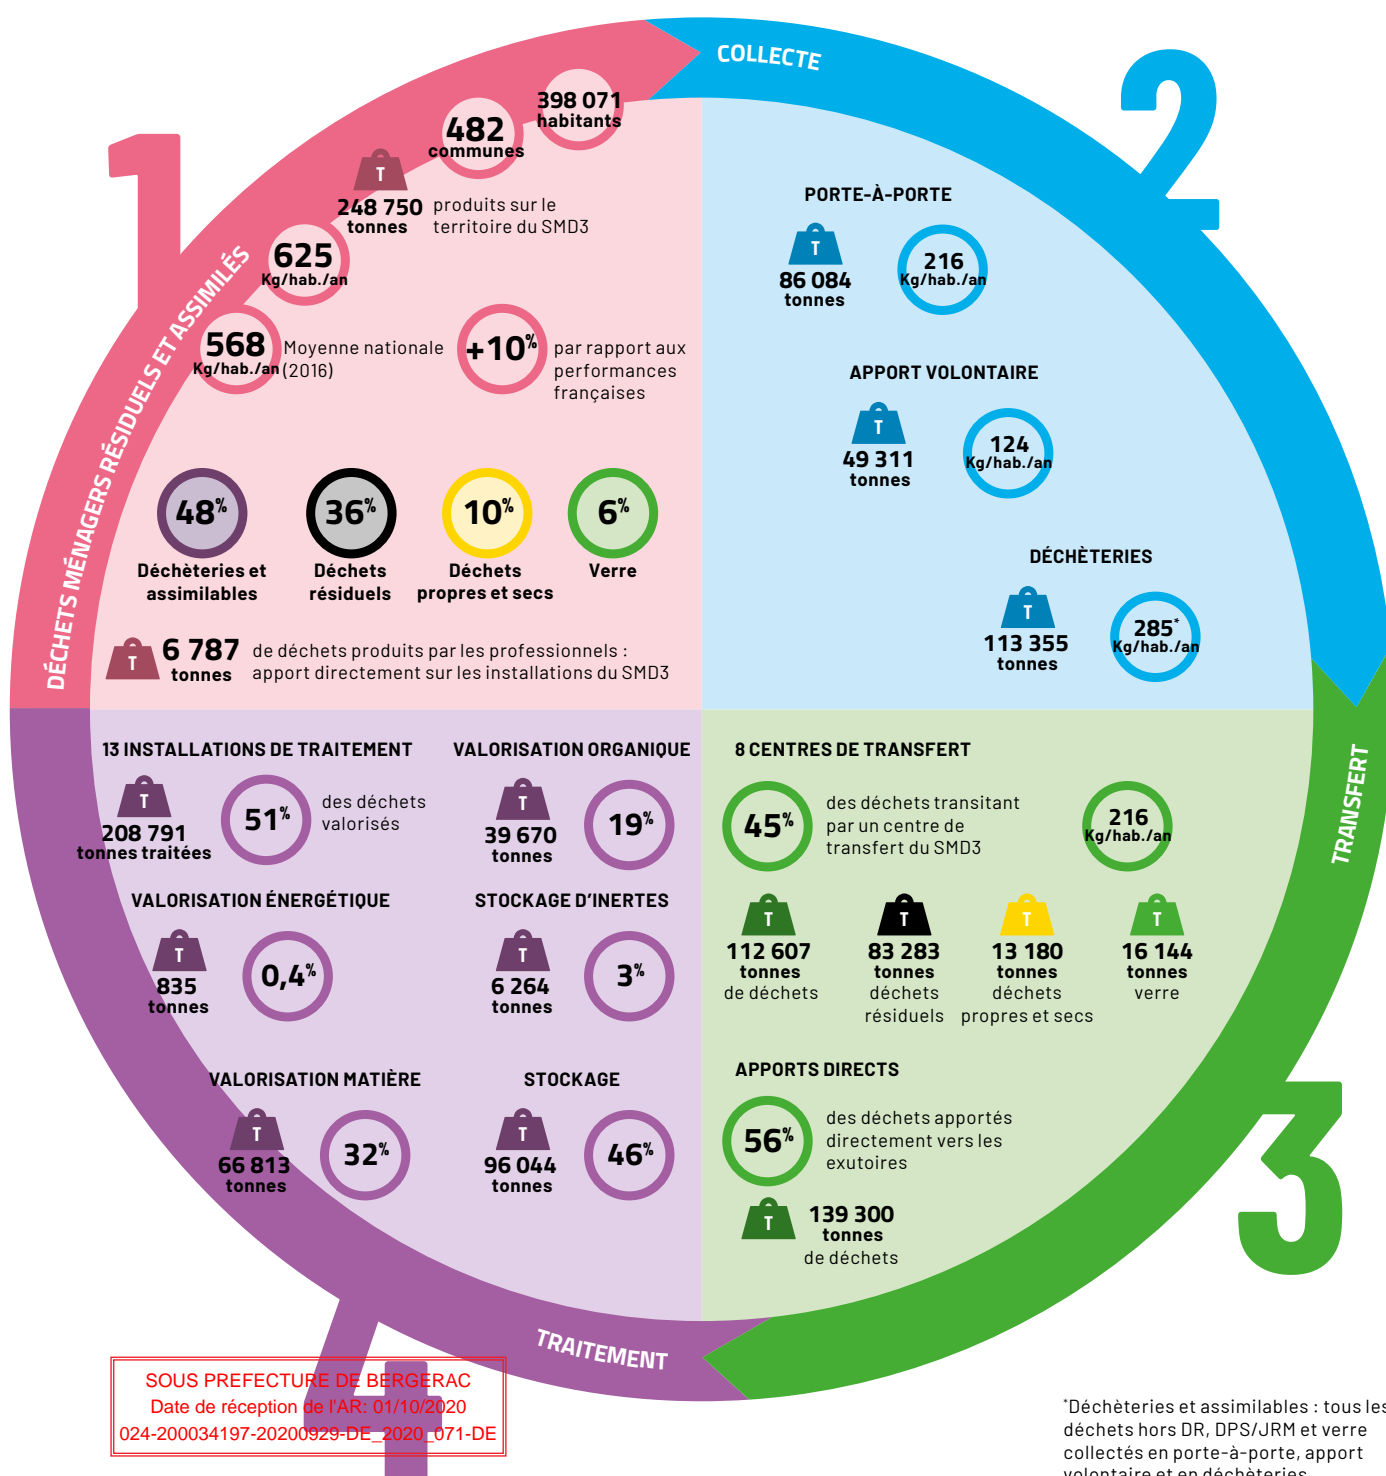 1
DÉCHETS MÉNAGERS RÉSIDUELS ET ASSIMILÉS
398 071
habitants
482
communes
T
248 750
tonnes
produits sur le
territoire du SMD3
625
Kg/hab./an
568
Kg/hab./an
Moyenne nationale
(2016)
+10%
par rapport aux
performances
françaises
48%
Déchèteries et
assimilables
36%
Déchets
résiduels
10%
Déchets
propres et secs
6%
Verre
T
6 787
tonnes
de déchets produits par les professionnels :
apport directement sur les installations du SMD3
2
COLLECTE
PORTE-À-PORTE
T
86 084
tonnes
216
Kg/hab./an
APPORT VOLONTAIRE
T
49 311
tonnes
124
Kg/hab./an
DÉCHÈTERIES
T
113 355
tonnes
285*
Kg/hab./an
3
TRANSFERT
8 CENTRES DE TRANSFERT
45%
des déchets transitant
par un centre de
transfert du SMD3
216
Kg/hab./an
T
112 607
tonnes
de déchets
T
83 283
tonnes
déchets
résiduels
T
13 180
tonnes
déchets
propres et secs
T
16 144
tonnes
verre
APPORTS DIRECTS
56%
des déchets apportés
directement vers les
exutoires
T
139 300
tonnes
de déchets
4
TRAITEMENT
13 INSTALLATIONS DE TRAITEMENT
T
208 791
tonnes traitées
51%
des déchets
valorisés
VALORISATION ORGANIQUE
T
39 670
tonnes
19%
VALORISATION ÉNERGÉTIQUE
T
835
tonnes
0,4%
STOCKAGE D'INERTES
T
6 264
tonnes
3%
VALORISATION MATIÈRE
T
66 813
tonnes
32%
STOCKAGE
T
96 044
tonnes
46%
SOUS PREFECTURE DE BERGERAC
Date de réception de l'AR: 01/10/2020
024-200034197-20200929-DE_2020_071-DE
*Déchèteries et assimilables : tous les
déchets hors DR, DPS/JRM et verre
collectés en porte-à-porte, apport
volontaire et en déchèteries